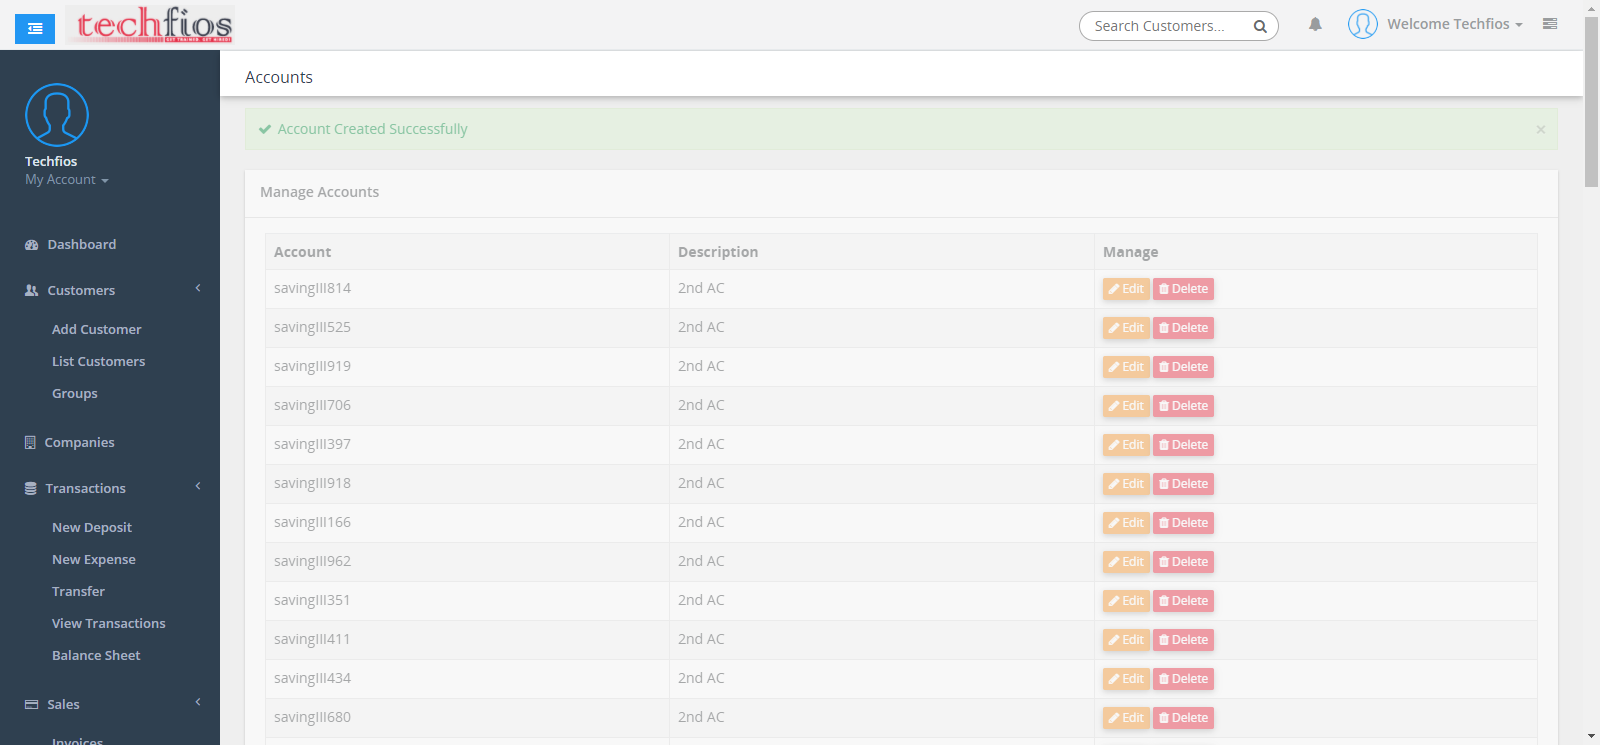 techfios
GET TRAINED. GET HIRED!
Search Customers...
Welcome Techfios
Techfios
My Account
Dashboard
Customers
Add Customer
List Customers
Groups
Companies
Transactions
New Deposit
New Expense
Transfer
View Transactions
Balance Sheet
Sales
Invoices
Accounts
Account Created Successfully
×
Manage Accounts
Account Description Manage
savingIII814 2nd AC Edit Delete
savingIII525 2nd AC Edit Delete
savingIII919 2nd AC Edit Delete
savingIII706 2nd AC Edit Delete
savingIII397 2nd AC Edit Delete
savingIII918 2nd AC Edit Delete
savingIII166 2nd AC Edit Delete
savingIII962 2nd AC Edit Delete
savingIII351 2nd AC Edit Delete
savingIII411 2nd AC Edit Delete
savingIII434 2nd AC Edit Delete
savingIII680 2nd AC Edit Delete